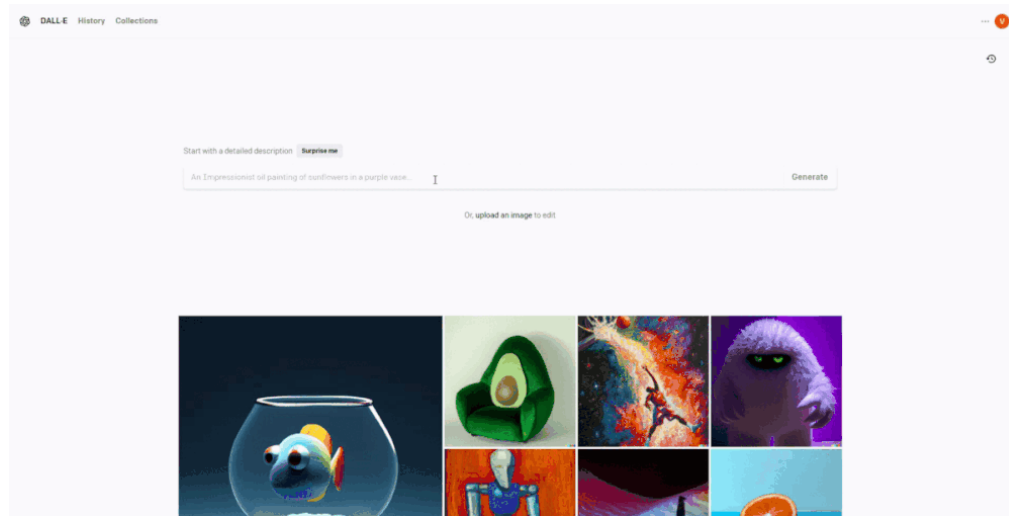 DALL·E History Collections
V
Start with a detailed description Surprise me
An Impressionist oil painting of sunflowers in a purple vase...
Generate
Or, upload an image to edit